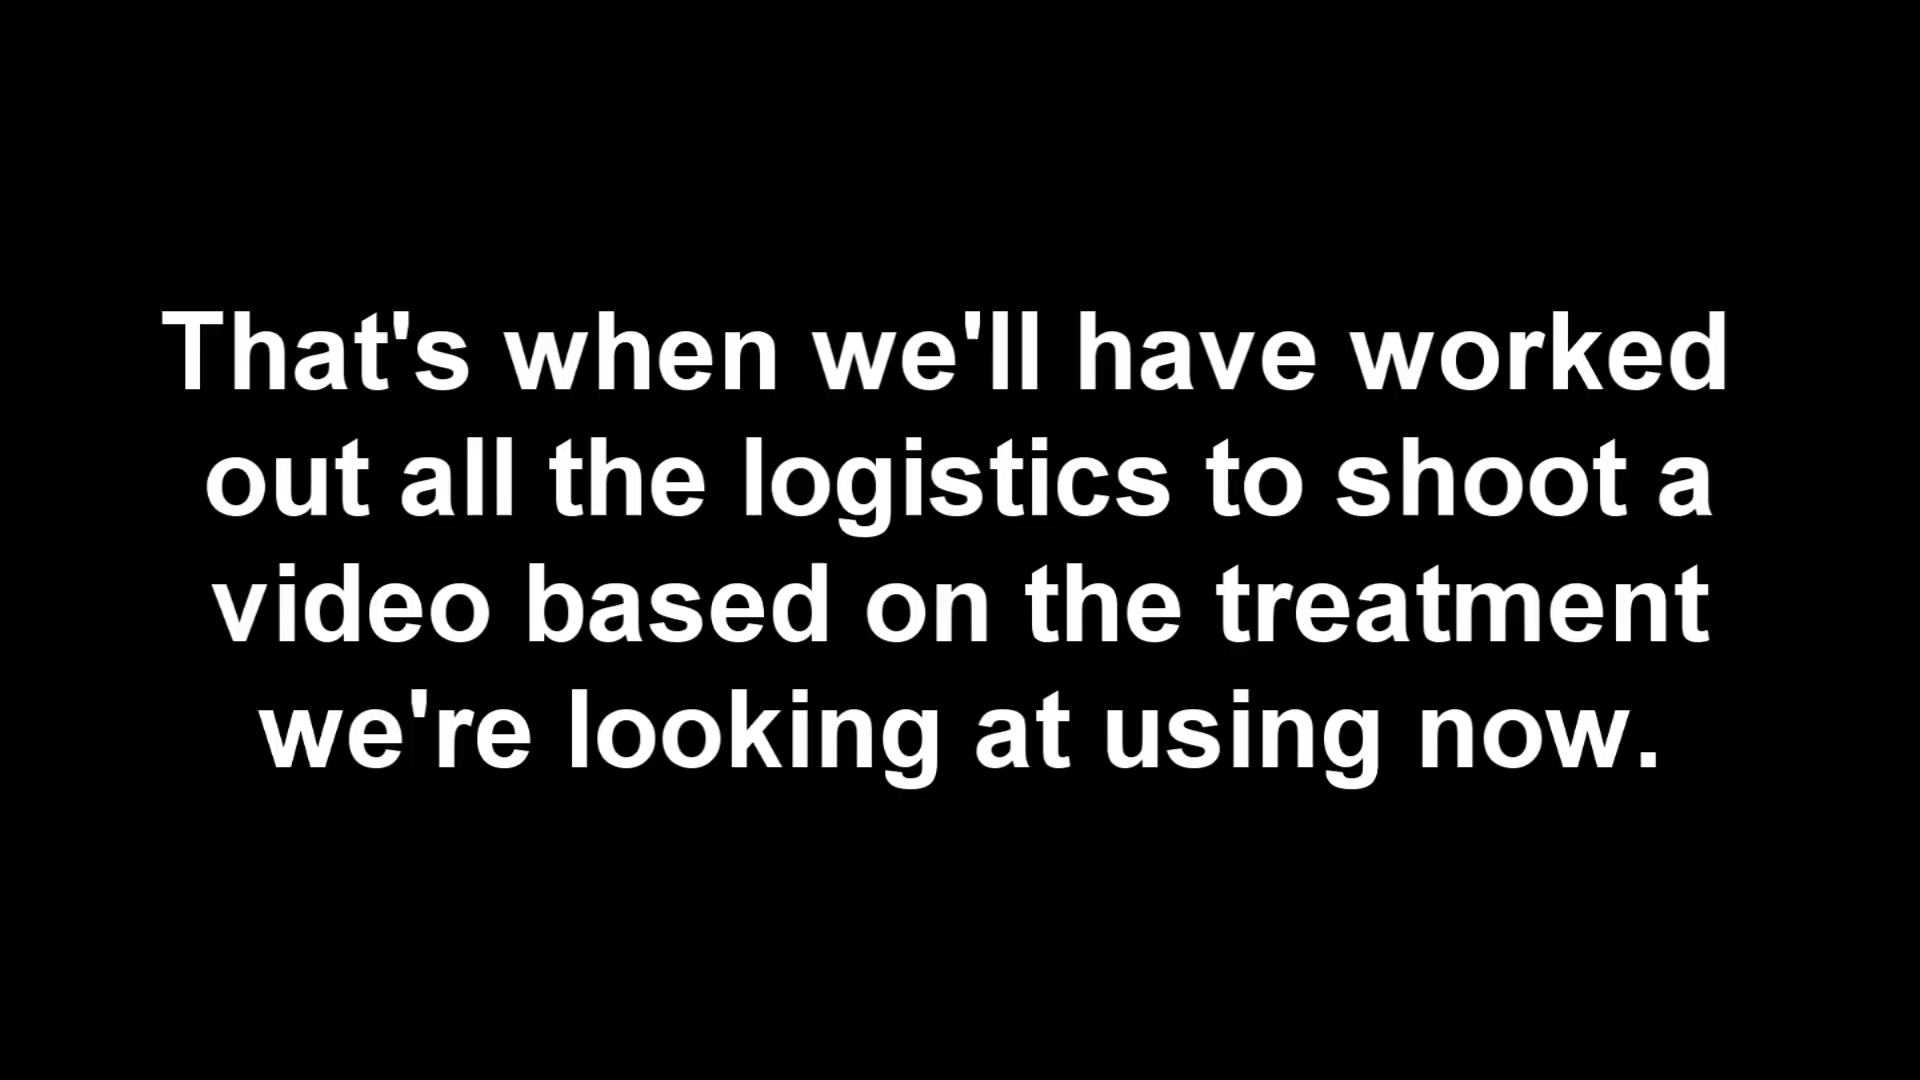 That's when we'll have worked
out all the logistics to shoot a
video based on the treatment
we're looking at using now.